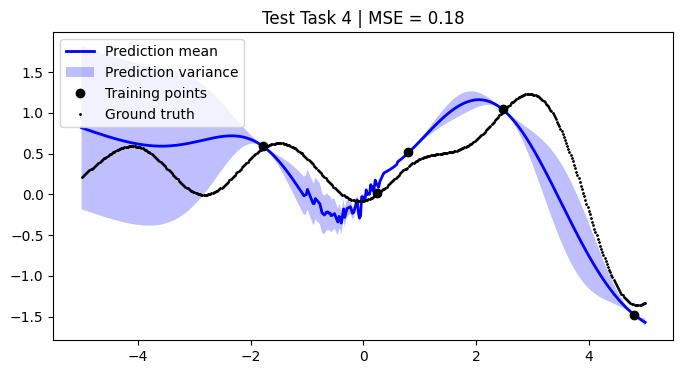 Test Task 4 | MSE = 0.18
Prediction mean
Prediction variance
Training points
Ground truth
1.5
1.0
0.5
0.0
−0.5
−1.0
−1.5
−4
−2
0
2
4